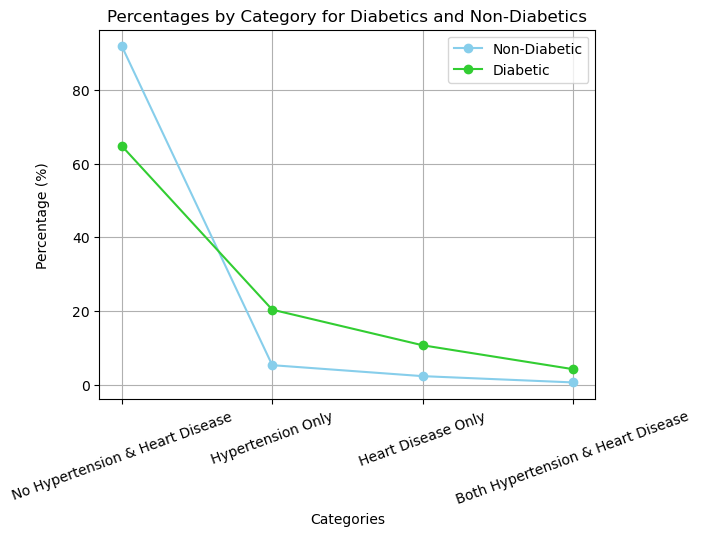 Percentages by Category for Diabetics and Non-Diabetics
Non-Diabetic
Diabetic
Percentage (%)
80
60
40
20
0
No Hypertension & Heart Disease
Hypertension Only
Heart Disease Only
Both Hypertension & Heart Disease
Categories